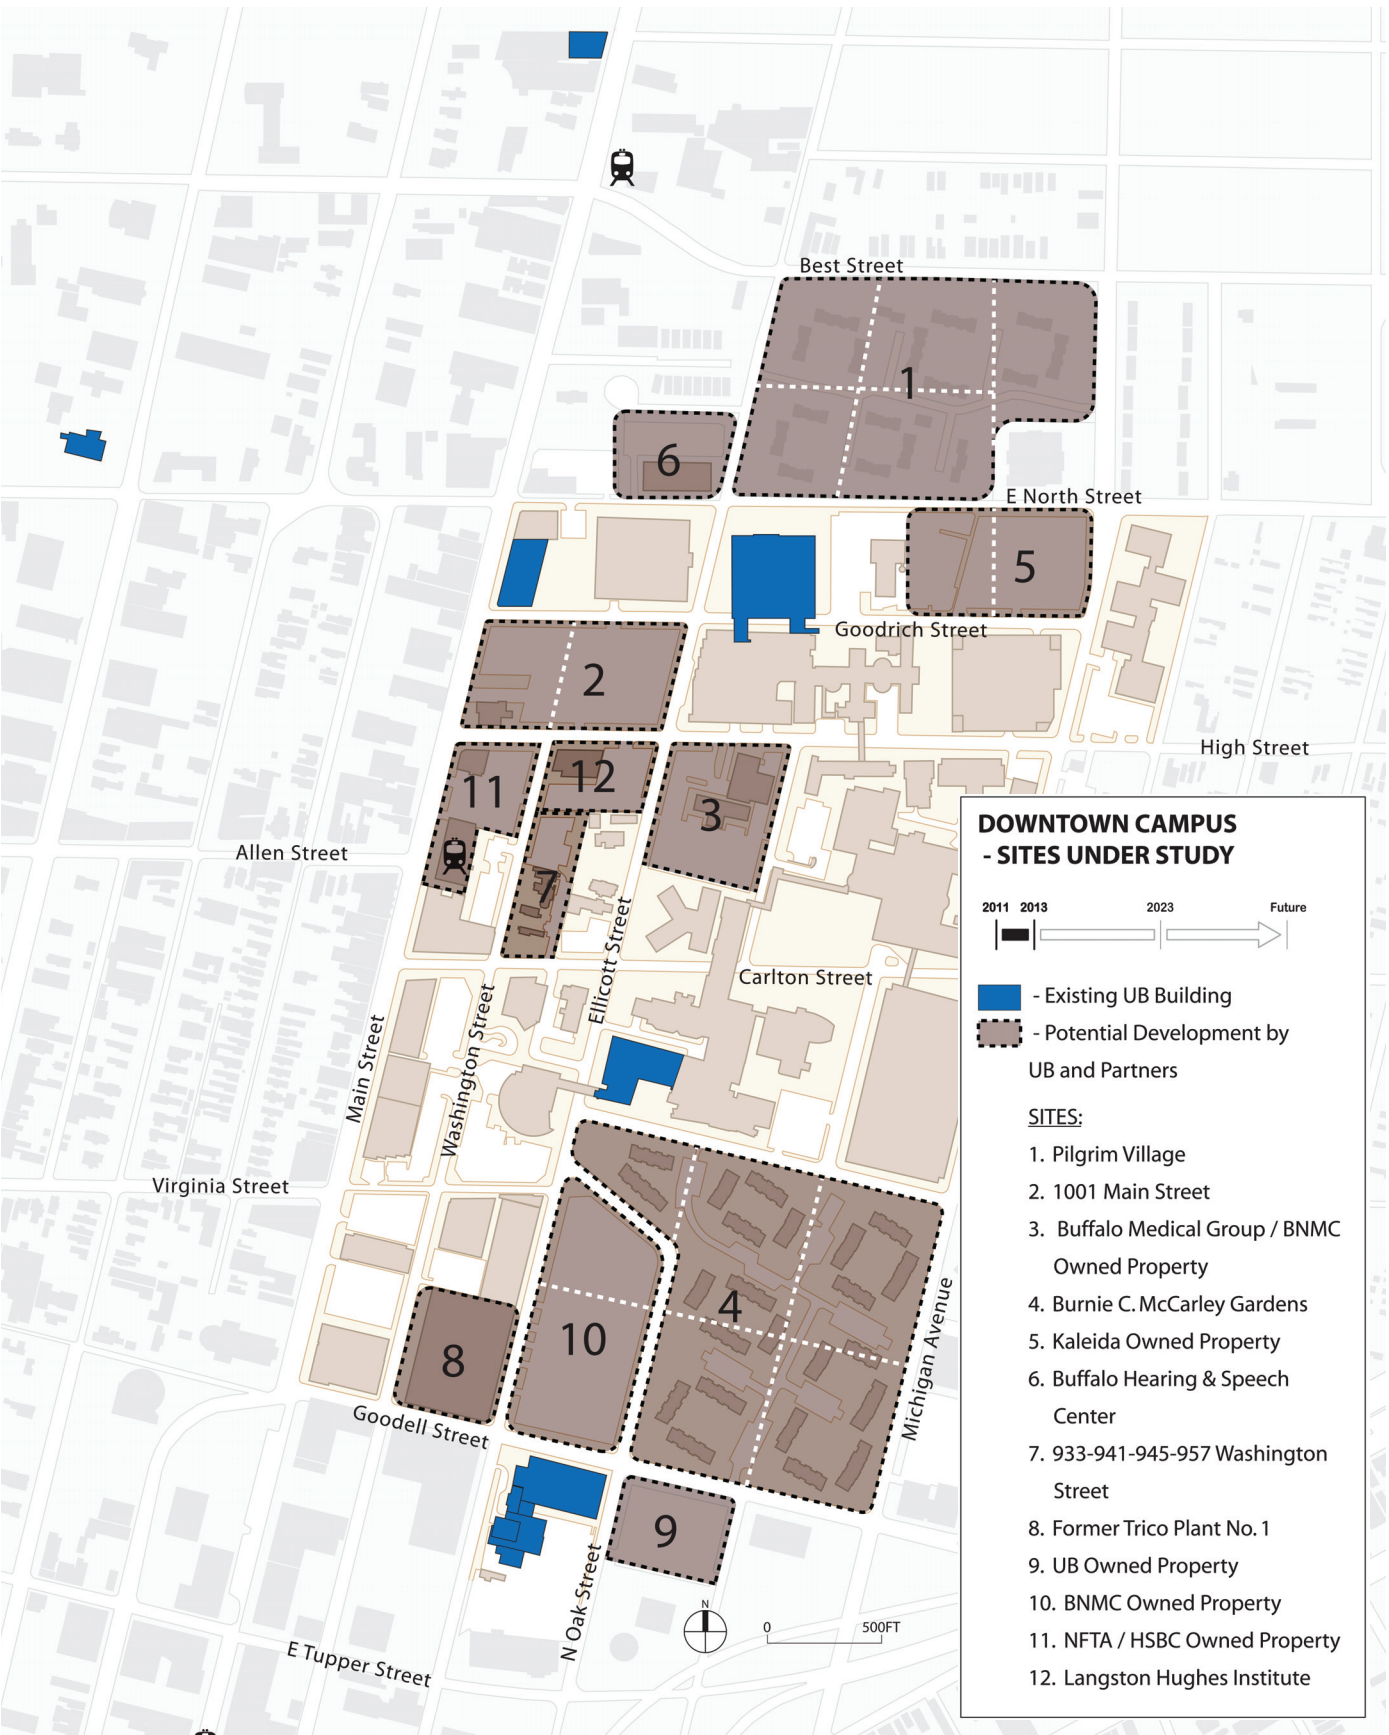 Best Street
1
6
E North Street
5
Goodrich Street
2
High Street
12
11
3
Allen Street
7
Ellicott Street
Carlton Street
Main Street
Washington Street
Virginia Street
4
10
8
Michigan Avenue
Goodell Street
9
N Oak Street
E Tupper Street
N
0 500FT
DOWNTOWN CAMPUS
- SITES UNDER STUDY
2011 2013 2023 Future
- Existing UB Building
- Potential Development by
UB and Partners
SITES:
1. Pilgrim Village
2. 1001 Main Street
3. Buffalo Medical Group / BNMC
Owned Property
4. Burnie C. McCarley Gardens
5. Kaleida Owned Property
6. Buffalo Hearing & Speech
Center
7. 933-941-945-957 Washington
Street
8. Former Trico Plant No. 1
9. UB Owned Property
10. BNMC Owned Property
11. NFTA / HSBC Owned Property
12. Langston Hughes Institute